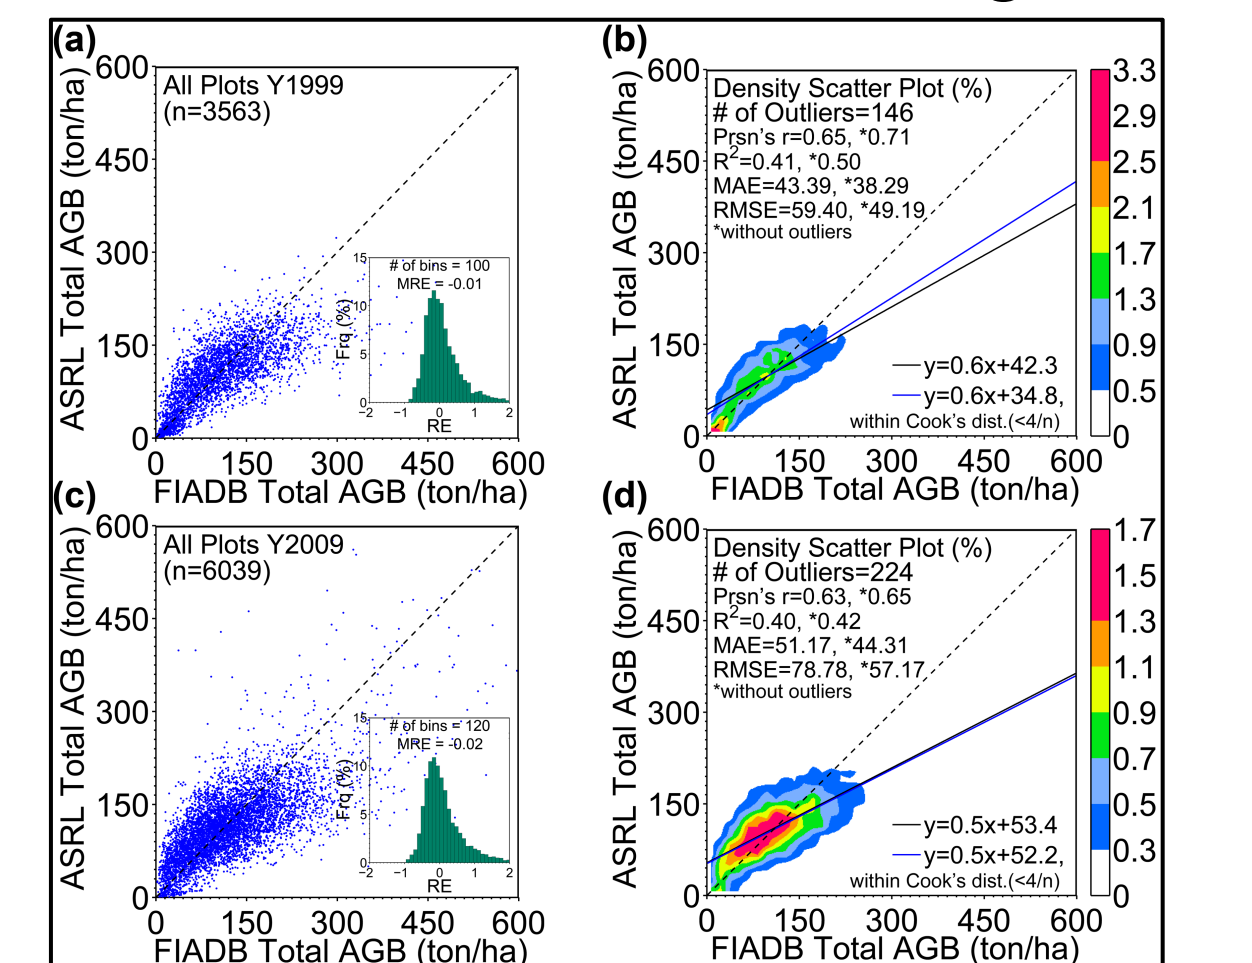 (a)
All Plots Y1999
(n=3563)
600
450
300
150
0
ASRL Total AGB (ton/ha)
# of bins = 100
MRE = -0.01
15
10
5
0
Frq.(%)
−2 −1 0 1 2
RE
0 150 300 450 600
FIADB Total AGB (ton/ha)
(b)
Density Scatter Plot (%)
# of Outliers=146
Prsn's r=0.65, *0.71
R2=0.41, *0.50
MAE=43.39, *38.29
RMSE=59.40, *49.19
*without outliers
600
450
300
150
0
ASRL Total AGB (ton/ha)
y=0.6x+42.3
y=0.6x+34.8,
within Cook's dist.(<4/n)
0 150 300 450 600
FIADB Total AGB (ton/ha)
3.3
2.9
2.5
2.1
1.7
1.3
0.9
0.5
0
(c)
All Plots Y2009
(n=6039)
600
450
300
150
0
ASRL Total AGB (ton/ha)
# of bins = 120
MRE = -0.02
15
10
5
0
Frq.(%)
−2 −1 0 1 2
RE
0 150 300 450 600
FIADB Total AGB (ton/ha)
(d)
Density Scatter Plot (%)
# of Outliers=224
Prsn's r=0.63, *0.65
R2=0.40, *0.42
MAE=51.17, *44.31
RMSE=78.78, *57.17
*without outliers
600
450
300
150
0
ASRL Total AGB (ton/ha)
y=0.5x+53.4
y=0.5x+52.2,
within Cook's dist.(<4/n)
0 150 300 450 600
FIADB Total AGB (ton/ha)
1.7
1.5
1.3
1.1
0.9
0.7
0.5
0.3
0